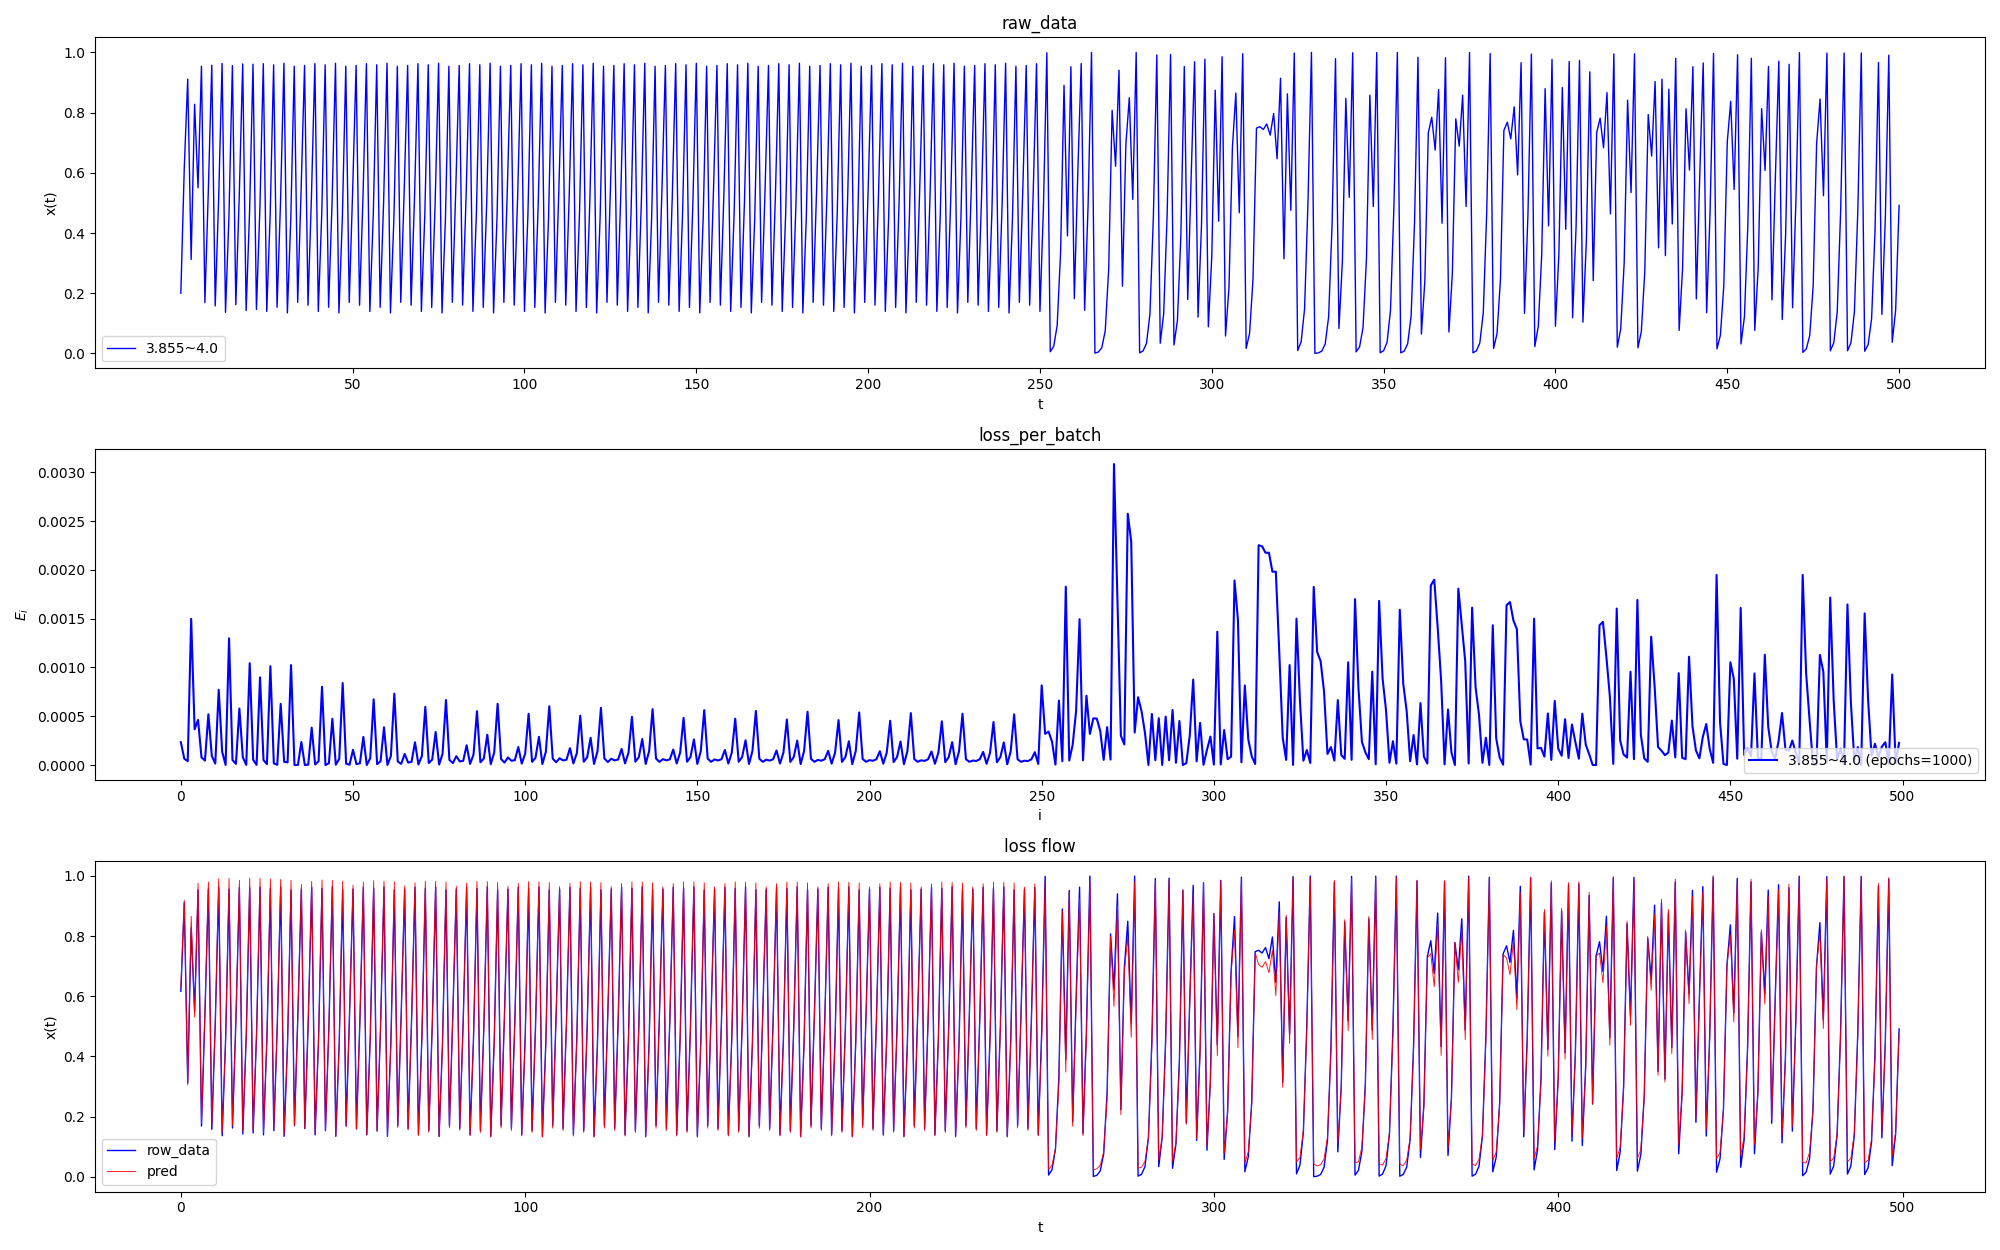 raw_data
1.0
0.8
0.6
0.4
0.2
0.0
x(t)
3.855~4.0
50 100 150 200 250 300 350 400 450 500
t
loss_per_batch
0.0030
0.0025
0.0020
0.0015
0.0010
0.0005
0.0000
E_i
3.855~4.0 (epochs=1000)
0 50 100 150 200 250 300 350 400 450 500
i
loss flow
1.0
0.8
0.6
0.4
0.2
0.0
x(t)
row_data
pred
0 100 200 300 400 500
t